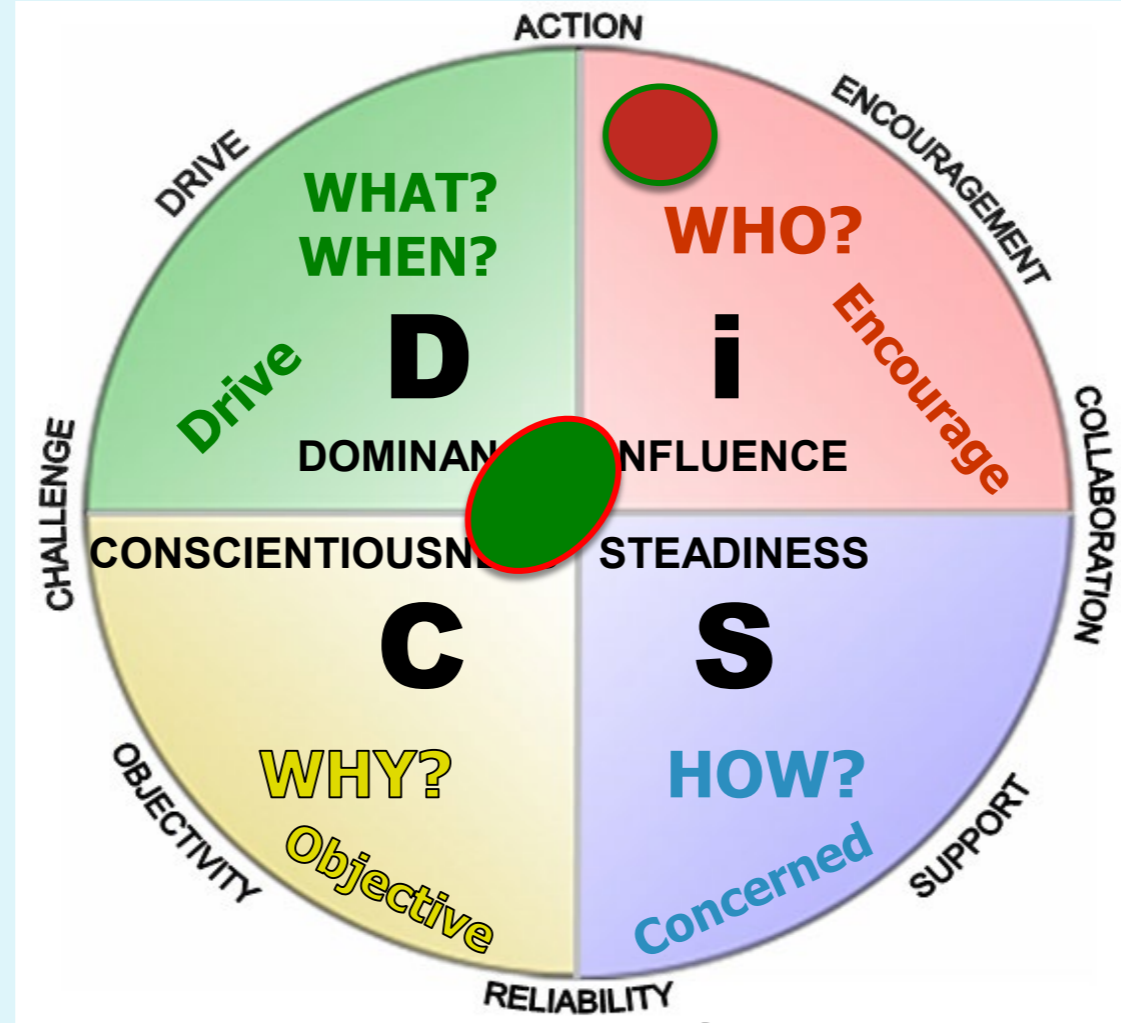 ACTION
DRIVE
ENCOURAGEMENT
WHAT?
WHEN?
WHO?
D
i
Drive
Encourage
DOMINAN
NFLUENCE
CHALLENGE
COLLABORATION
CONSCIENTIOUSN
STEADINESS
C
S
WHY?
HOW?
Objective
Concerned
OBJECTIVITY
SUPPORT
RELIABILITY